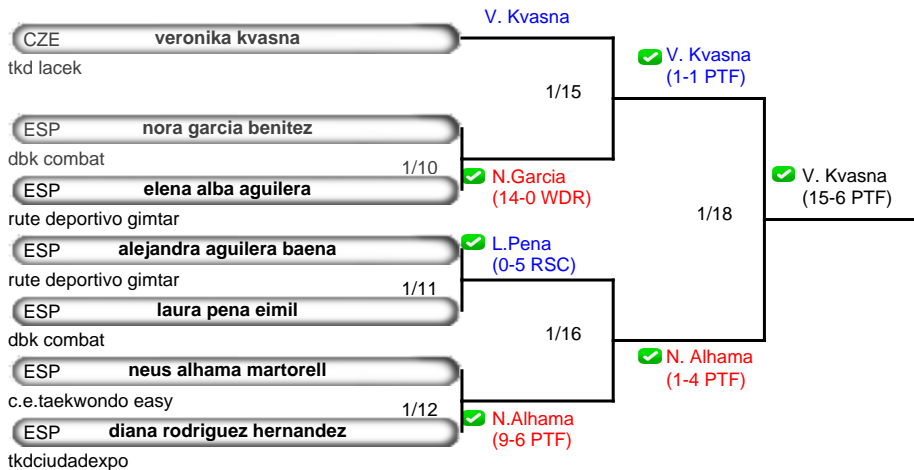 V. Kvasna
CZE veronika kvasna
tkd lacek
V. Kvasna
(1-1 PTF)
1/15
ESP nora garcia benitez
dbk combat
1/10
ESP elena alba aguilera
N.Garcia
(14-0 WDR)
V. Kvasna
(15-6 PTF)
rute deportivo gimtar
1/18
ESP alejandra aguilera baena
L.Pena
(0-5 RSC)
rute deportivo gimtar
1/11
ESP laura pena eimil
dbk combat
1/16
ESP neus alhama martorell
N. Alhama
(1-4 PTF)
c.e.taekwondo easy
1/12
ESP diana rodriguez hernandez
N.Alhama
(9-6 PTF)
tkdciudadexpo